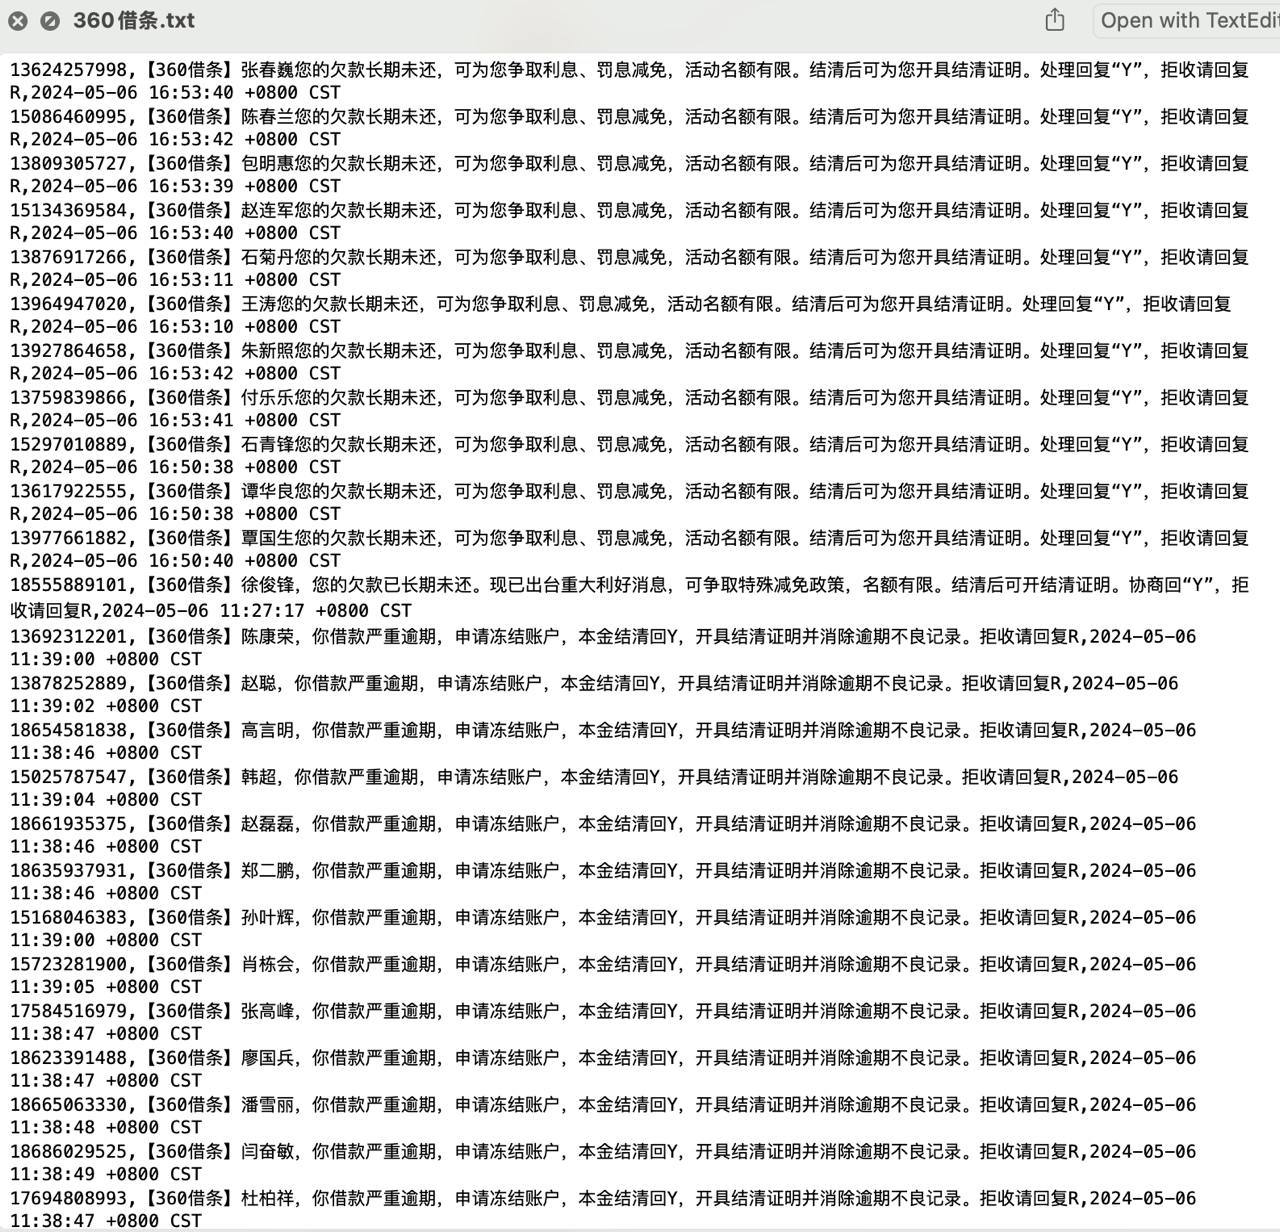 360借条.txt
Open with TextEdit
13624257998,【360借条】张春巍您的欠款长期未还，可为您争取利息、罚息减免，活动名额有限。结清后可为您开具结清证明。处理回复“Y”，拒收请回复
R,2024-05-06 16:53:40 +0800 CST
15086460995,【360借条】陈春兰您的欠款长期未还，可为您争取利息、罚息减免，活动名额有限。结清后可为您开具结清证明。处理回复“Y”，拒收请回复
R,2024-05-06 16:53:42 +0800 CST
13809305727,【360借条】包明惠您的欠款长期未还，可为您争取利息、罚息减免，活动名额有限。结清后可为您开具结清证明。处理回复“Y”，拒收请回复
R,2024-05-06 16:53:39 +0800 CST
15134369584,【360借条】赵连军您的欠款长期未还，可为您争取利息、罚息减免，活动名额有限。结清后可为您开具结清证明。处理回复“Y”，拒收请回复
R,2024-05-06 16:53:40 +0800 CST
13876917266,【360借条】石菊丹您的欠款长期未还，可为您争取利息、罚息减免，活动名额有限。结清后可为您开具结清证明。处理回复“Y”，拒收请回复
R,2024-05-06 16:53:11 +0800 CST
13964947020,【360借条】王涛您的欠款长期未还，可为您争取利息、罚息减免，活动名额有限。结清后可为您开具结清证明。处理回复“Y”，拒收请回复
R,2024-05-06 16:53:10 +0800 CST
13927864658,【360借条】朱新照您的欠款长期未还，可为您争取利息、罚息减免，活动名额有限。结清后可为您开具结清证明。处理回复“Y”，拒收请回复
R,2024-05-06 16:53:42 +0800 CST
13759839866,【360借条】付乐乐您的欠款长期未还，可为您争取利息、罚息减免，活动名额有限。结清后可为您开具结清证明。处理回复“Y”，拒收请回复
R,2024-05-06 16:53:41 +0800 CST
15297010889,【360借条】石青锋您的欠款长期未还，可为您争取利息、罚息减免，活动名额有限。结清后可为您开具结清证明。处理回复“Y”，拒收请回复
R,2024-05-06 16:50:38 +0800 CST
13617922555,【360借条】谭华良您的欠款长期未还，可为您争取利息、罚息减免，活动名额有限。结清后可为您开具结清证明。处理回复“Y”，拒收请回复
R,2024-05-06 16:50:38 +0800 CST
13977661882,【360借条】覃国生您的欠款长期未还，可为您争取利息、罚息减免，活动名额有限。结清后可为您开具结清证明。处理回复“Y”，拒收请回复
R,2024-05-06 16:50:40 +0800 CST
18555889101,【360借条】徐俊锋，您的欠款已长期未还。现已出台重大利好消息，可争取特殊减免政策，名额有限。结清后可开结清证明。协商回“Y”，拒
收请回复R,2024-05-06 11:27:17 +0800 CST
13692312201,【360借条】陈康荣，你借款严重逾期，申请冻结账户，本金结清回Y，开具结清证明并消除逾期不良记录。拒收请回复R,2024-05-06
11:39:00 +0800 CST
13878252889,【360借条】赵聪，你借款严重逾期，申请冻结账户，本金结清回Y，开具结清证明并消除逾期不良记录。拒收请回复R,2024-05-06
11:39:02 +0800 CST
18654581838,【360借条】高言明，你借款严重逾期，申请冻结账户，本金结清回Y，开具结清证明并消除逾期不良记录。拒收请回复R,2024-05-06
11:38:46 +0800 CST
15025787547,【360借条】韩超，你借款严重逾期，申请冻结账户，本金结清回Y，开具结清证明并消除逾期不良记录。拒收请回复R,2024-05-06
11:39:04 +0800 CST
18661935375,【360借条】赵磊磊，你借款严重逾期，申请冻结账户，本金结清回Y，开具结清证明并消除逾期不良记录。拒收请回复R,2024-05-06
11:38:46 +0800 CST
18635937931,【360借条】郑二鹏，你借款严重逾期，申请冻结账户，本金结清回Y，开具结清证明并消除逾期不良记录。拒收请回复R,2024-05-06
11:38:46 +0800 CST
15168046383,【360借条】孙叶辉，你借款严重逾期，申请冻结账户，本金结清回Y，开具结清证明并消除逾期不良记录。拒收请回复R,2024-05-06
11:39:00 +0800 CST
15723281900,【360借条】肖栋会，你借款严重逾期，申请冻结账户，本金结清回Y，开具结清证明并消除逾期不良记录。拒收请回复R,2024-05-06
11:39:05 +0800 CST
17584516979,【360借条】张高峰，你借款严重逾期，申请冻结账户，本金结清回Y，开具结清证明并消除逾期不良记录。拒收请回复R,2024-05-06
11:38:47 +0800 CST
18623391488,【360借条】廖国兵，你借款严重逾期，申请冻结账户，本金结清回Y，开具结清证明并消除逾期不良记录。拒收请回复R,2024-05-06
11:38:47 +0800 CST
18665063330,【360借条】潘雪丽，你借款严重逾期，申请冻结账户，本金结清回Y，开具结清证明并消除逾期不良记录。拒收请回复R,2024-05-06
11:38:48 +0800 CST
18686029525,【360借条】闫奋敏，你借款严重逾期，申请冻结账户，本金结清回Y，开具结清证明并消除逾期不良记录。拒收请回复R,2024-05-06
11:38:49 +0800 CST
17694808993,【360借条】杜柏祥，你借款严重逾期，申请冻结账户，本金结清回Y，开具结清证明并消除逾期不良记录。拒收请回复R,2024-05-06
11:38:47 +0800 CST